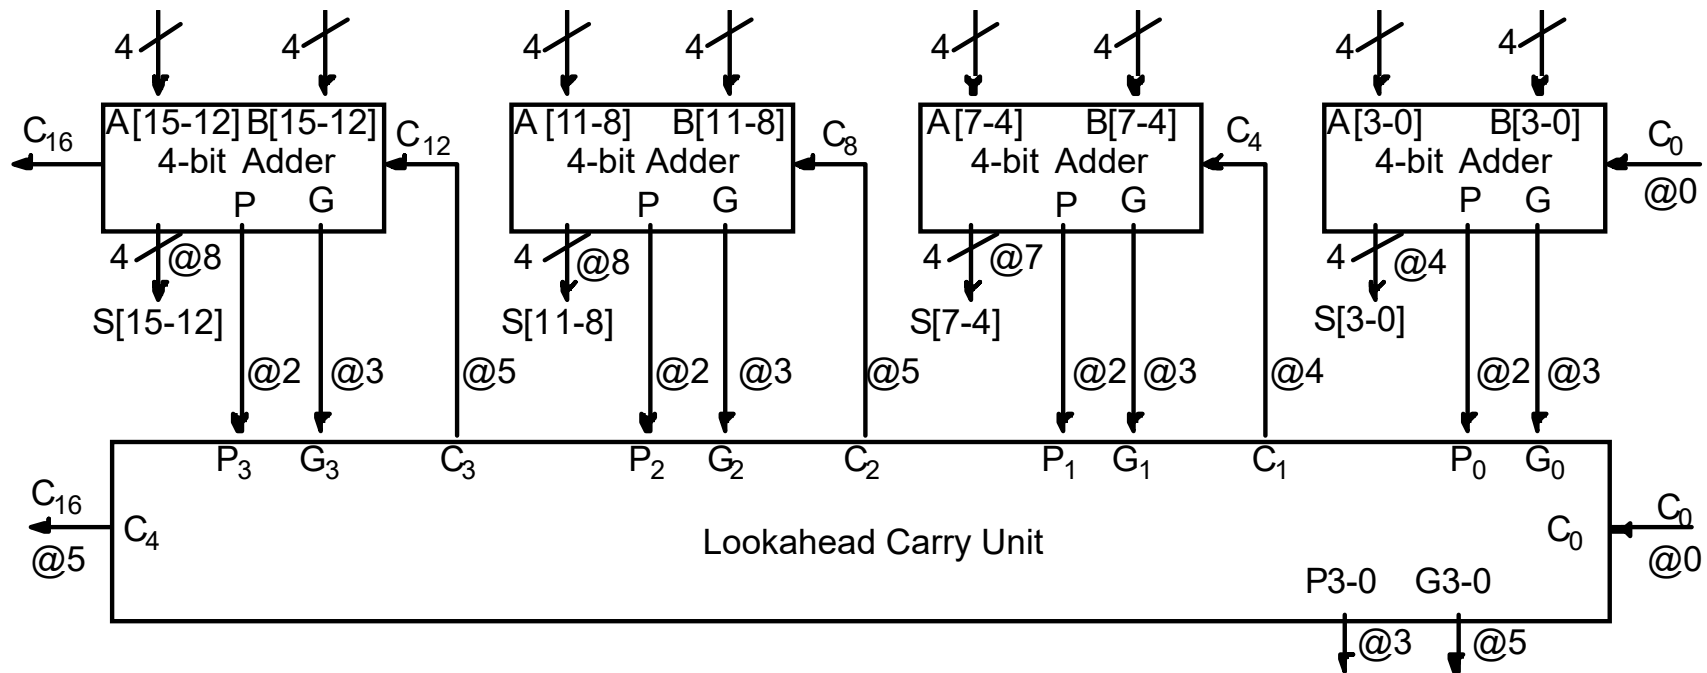 4 4 4 4 4 4 4 4
A[15-12] B[15-12] A [11-8] B[11-8] A[7-4] B[7-4] A[3-0] B[3-0]
C16 C12 C8 C4 C0
4-bit Adder 4-bit Adder 4-bit Adder 4-bit Adder
@0
P G P G P G P G
4 @8 4 @8 4 @7 4 @4
S[15-12] S[11-8] S[7-4] S[3-0]
@2 @3 @5 @2 @3 @5 @2 @3 @4 @2 @3
P3 G3 C3 P2 G2 C2 P1 G1 C1 P0 G0
C16 C0
C4 Lookahead Carry Unit C0
@5 @0
P3-0 G3-0
@3 @5